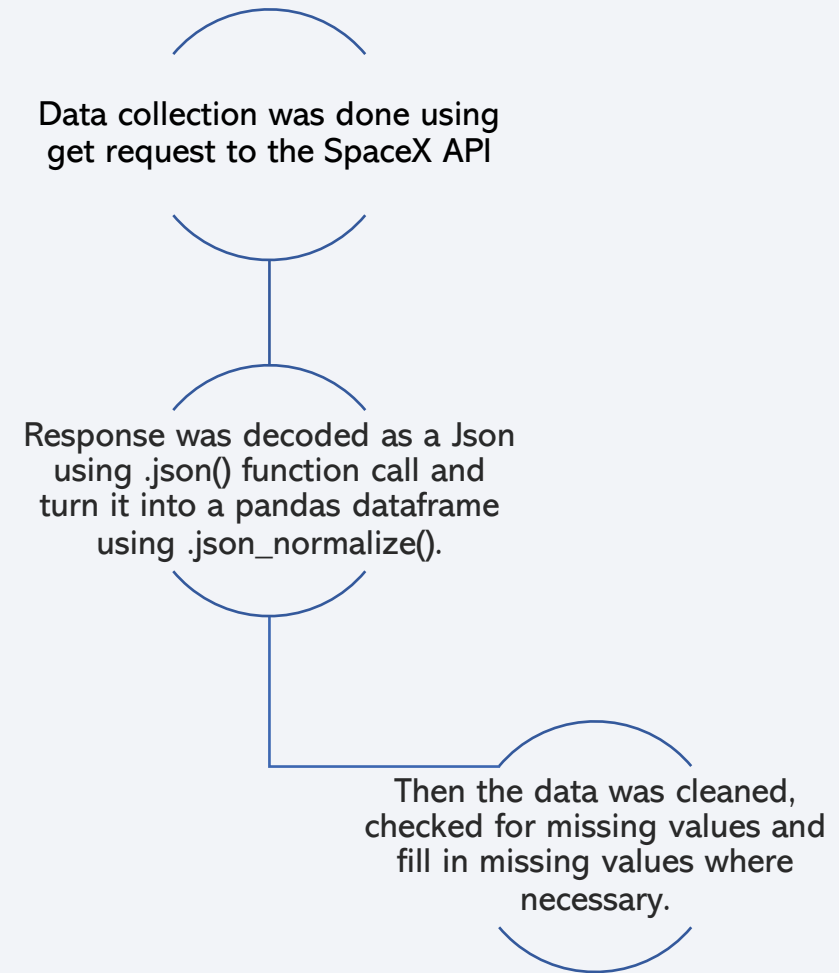 Data collection was done using
get request to the SpaceX API
Response was decoded as a Json
using .json() function call and
turn it into a pandas dataframe
using .json_normalize().
Then the data was cleaned,
checked for missing values and
fill in missing values where
necessary.